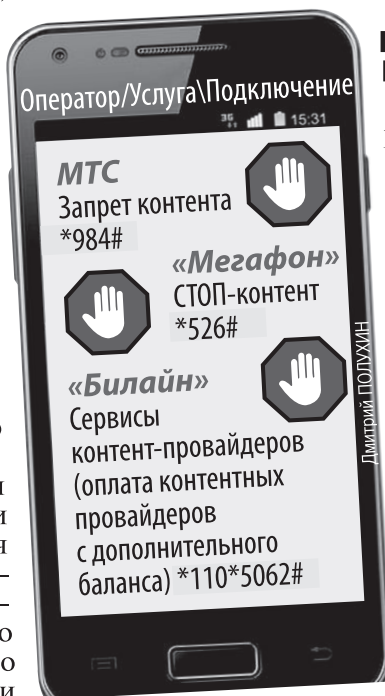 Оператор/Услуга\Подключение
3G 15:31
МТС
Запрет контента
*984#
«Мегафон»
СТОП-контент
*526#
«Билайн»
Сервисы
контент-провайдеров
(оплата контентных
провайдеров
с дополнительного
баланса) *110*5062#
Дмитрий ПОЛУХИН